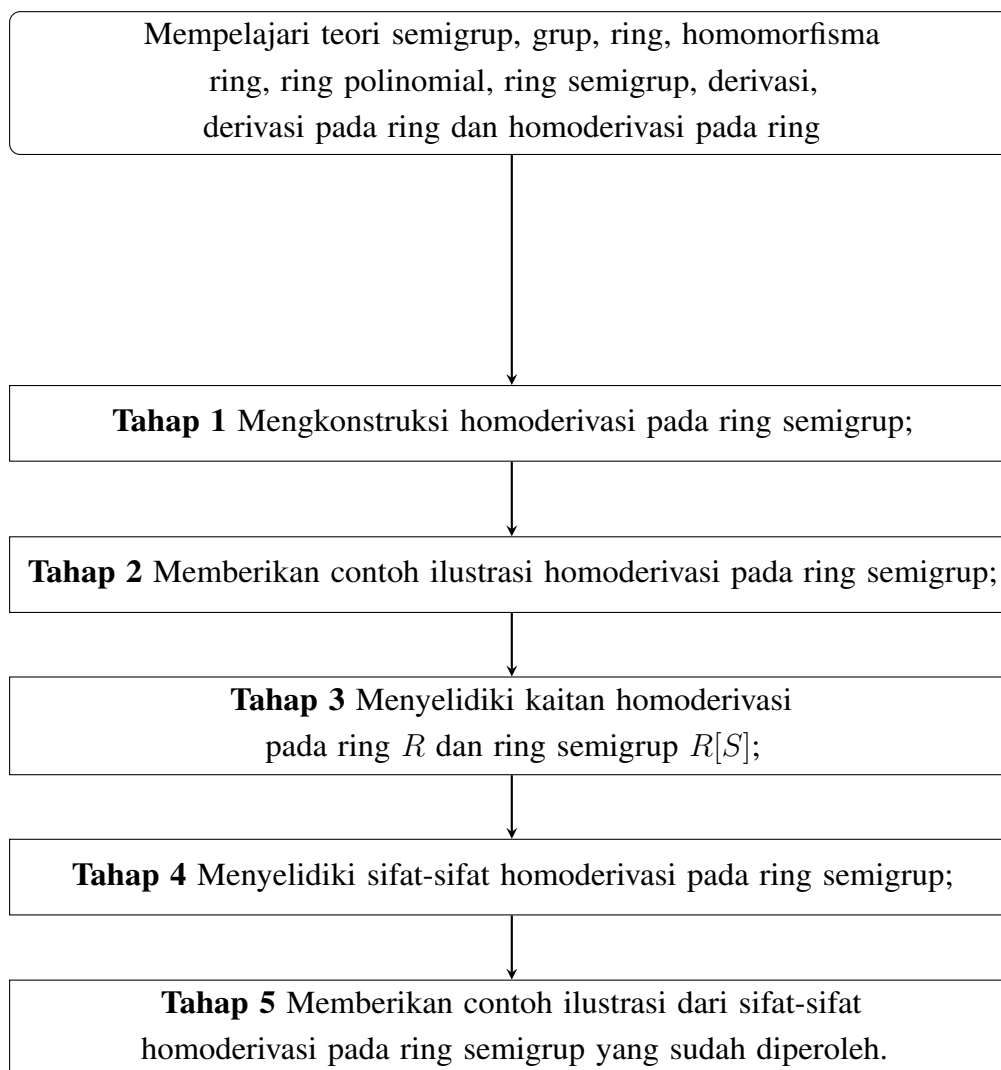 Mempelajari teori semigrup, grup, ring, homomorfisma
ring, ring polinomial, ring semigrup, derivasi,
derivasi pada ring dan homoderivasi pada ring
Tahap 1 Mengkonstruksi homoderivasi pada ring semigrup;
Tahap 2 Memberikan contoh ilustrasi homoderivasi pada ring semigrup;
Tahap 3 Menyelidiki kaitan homoderivasi
pada ring R dan ring semigrup R[S];
Tahap 4 Menyelidiki sifat-sifat homoderivasi pada ring semigrup;
Tahap 5 Memberikan contoh ilustrasi dari sifat-sifat
homoderivasi pada ring semigrup yang sudah diperoleh.